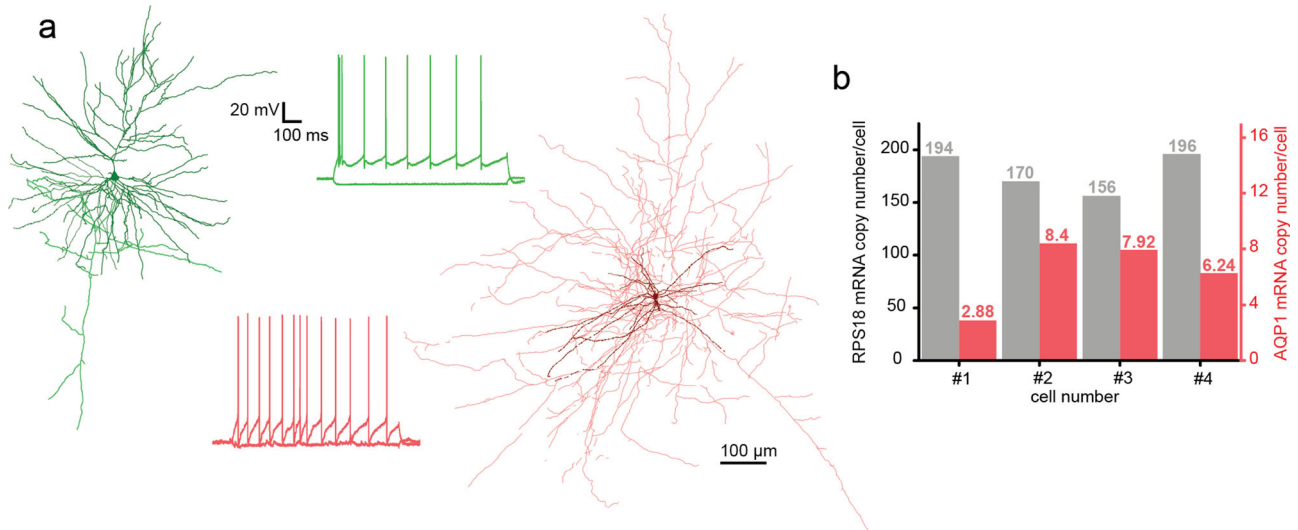 a
20 mV
100 ms
100 µm
b
RPS18 mRNA copy number/cell
200
150
100
50
0
194
170
156
196
2.88
8.4
7.92
6.24
16
12
8
4
0
AQP1 mRNA copy number/cell
#1 #2 #3 #4
cell number